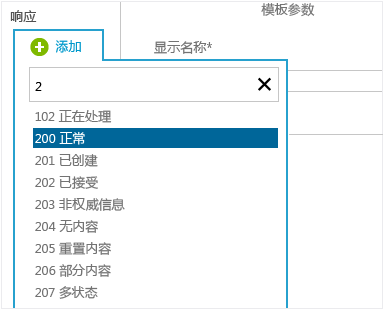 响应
模板参数
添加
显示名称*
2
102 正在处理
200 正常
201 已创建
202 已接受
203 非权威信息
204 无内容
205 重置内容
206 部分内容
207 多状态